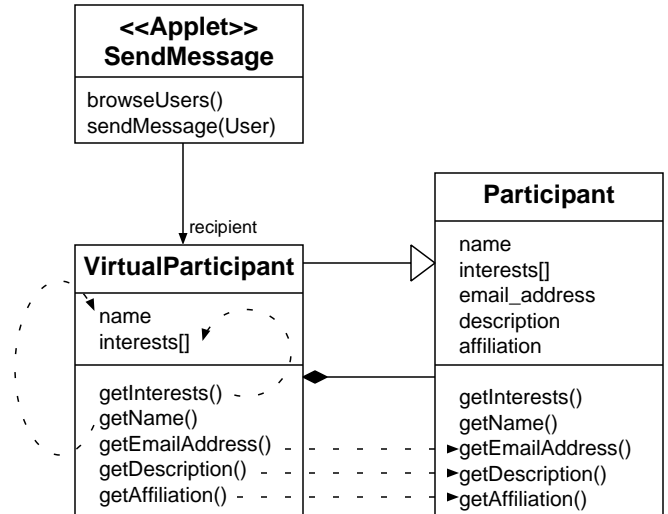 <<Applet>>
SendMessage
browseUsers()
sendMessage(User)
recipient
VirtualParticipant
name
interests[]
getInterests()
getName()
getEmailAddress()
getDescription()
getAffiliation()
Participant
name
interests[]
email_address
description
affiliation
getInterests()
getName()
getEmailAddress()
getDescription()
getAffiliation()